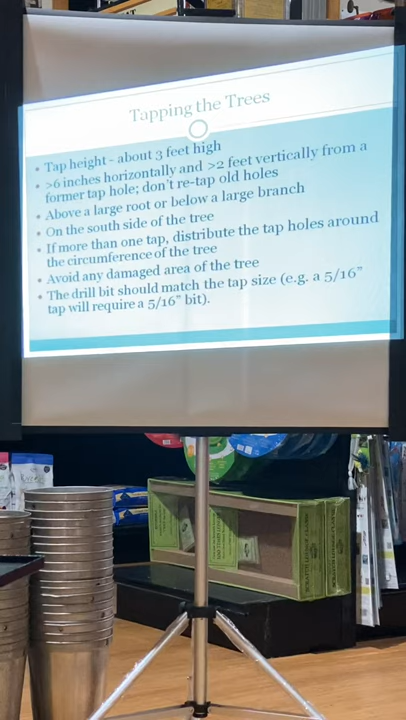 Tapping the Trees
• Tap height - about 3 feet high
• >6 inches horizontally and >2 feet vertically from a
former tap hole; don't re-tap old holes
• Above a large root or below a large branch
• On the south side of the tree
• If more than one tap, distribute the tap holes around
the circumference of the tree
• Avoid any damaged area of the tree
• The drill bit should match the tap size (e.g. a 5/16"
tap will require a 5/16" bit).